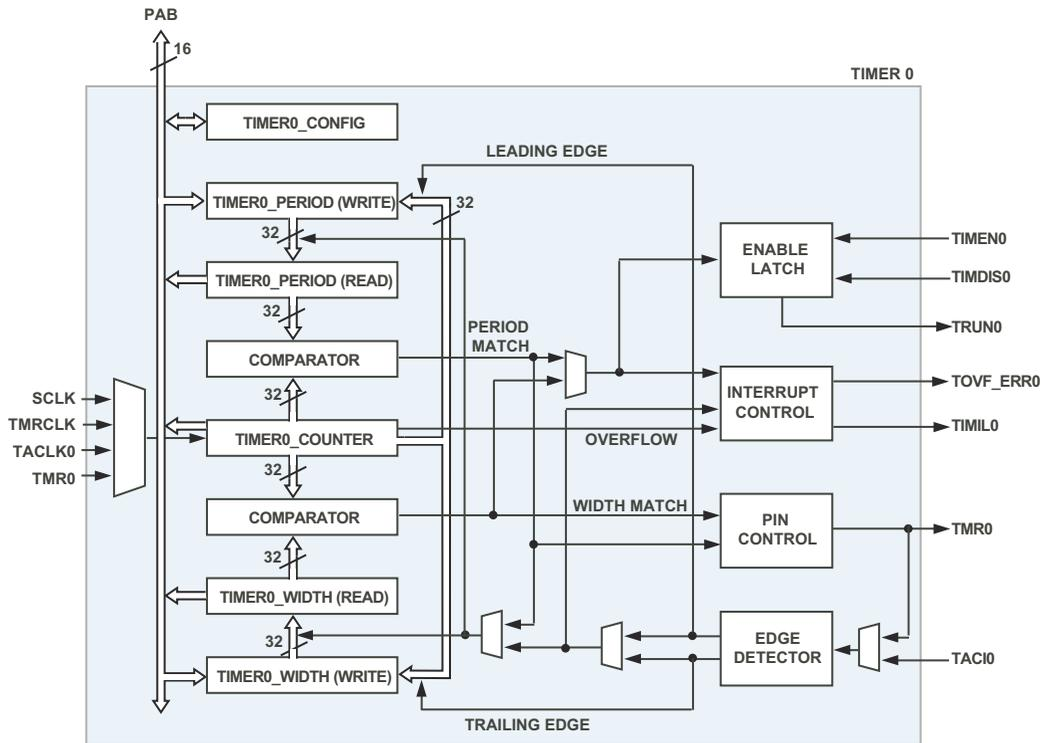 PAB
16
TIMER 0
TIMER0_CONFIG
LEADING EDGE
TIMER0_PERIOD (WRITE)
32
32
TIMER0_PERIOD (READ)
32
PERIOD
MATCH
COMPARATOR
32
TIMER0_COUNTER
OVERFLOW
32
COMPARATOR
WIDTH MATCH
32
TIMER0_WIDTH (READ)
32
TIMER0_WIDTH (WRITE)
TRAILING EDGE
SCLK
TMRCLK
TACLK0
TMR0
ENABLE
LATCH
TIMEN0
TIMDIS0
TRUN0
INTERRUPT
CONTROL
TOVF_ERR0
TIMIL0
PIN
CONTROL
TMR0
EDGE
DETECTOR
TACI0